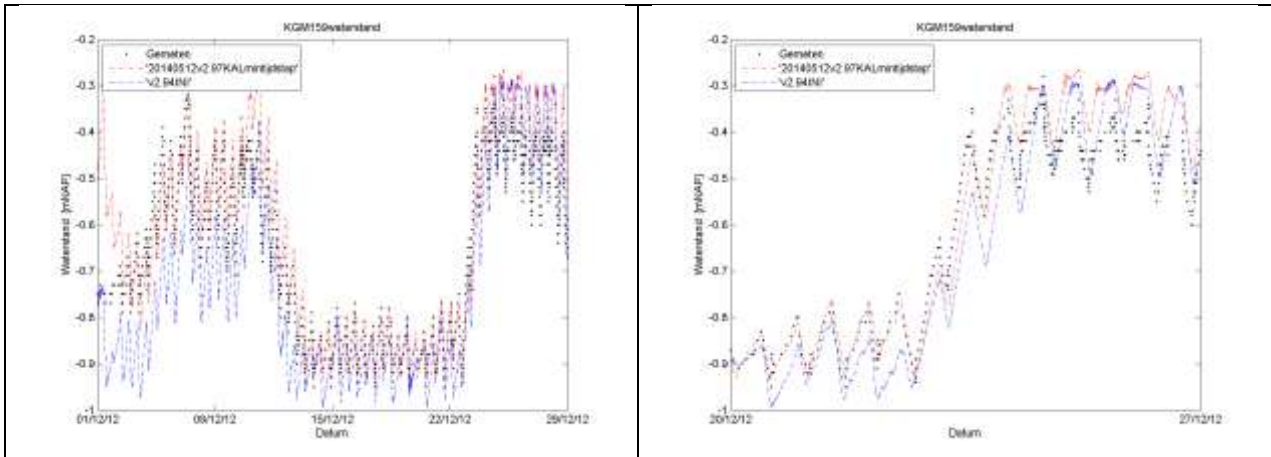 KGM159waterstand
-0.2
-0.3
-0.4
-0.5
-0.6
-0.7
-0.8
-0.9
-1
Waterstand [mNAP]
Gemeten
'20140512v2.97KALmintijdstap'
'v2.94INI'
01/12/12
09/12/12
15/12/12
22/12/12
29/12/12
Datum
KGM159waterstand
-0.2
-0.3
-0.4
-0.5
-0.6
-0.7
-0.8
-0.9
-1
Waterstand [mNAP]
Gemeten
'20140512v2.97KALmintijdstap'
'v2.94INI'
20/12/12
27/12/12
Datum